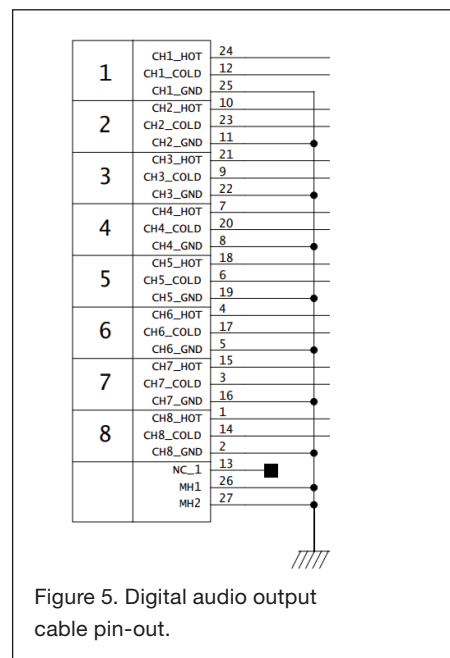 1
CH1_HOT 24
CH1_COLD 12
CH1_GND 25
2
CH2_HOT 10
CH2_COLD 23
CH2_GND 11
3
CH3_HOT 21
CH3_COLD 9
CH3_GND 22
4
CH4_HOT 7
CH4_COLD 20
CH4_GND 8
5
CH5_HOT 18
CH5_COLD 6
CH5_GND 19
6
CH6_HOT 4
CH6_COLD 17
CH6_GND 5
7
CH7_HOT 15
CH7_COLD 3
CH7_GND 16
8
CH8_HOT 1
CH8_COLD 14
CH8_GND 2
NC_1 13
MH1 26
MH2 27
Figure 5. Digital audio output
cable pin-out.